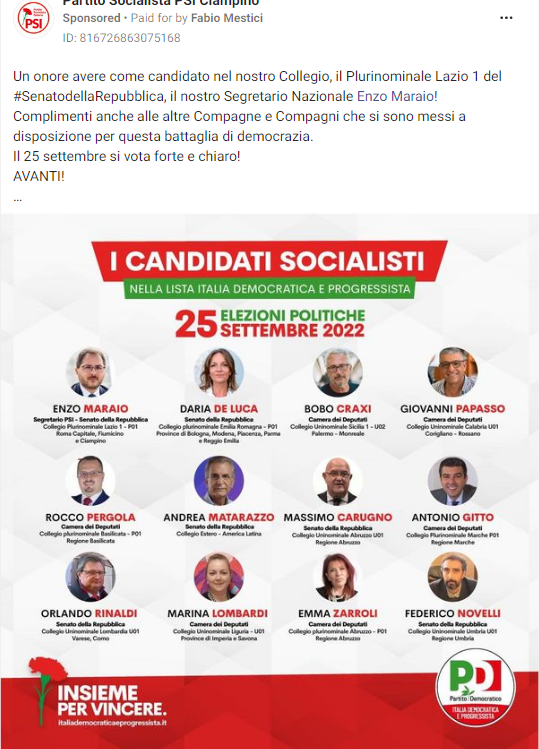 Partito Socialista PSI Ciampino
Sponsored • Paid for by Fabio Mestici
ID: 816726863075168
PSI
Un onore avere come candidato nel nostro Collegio, il Plurinominale Lazio 1 del
#SenatodellaRepubblica, il nostro Segretario Nazionale Enzo Maraio!
Complimenti anche alle altre Compagne e Compagni che si sono messi a
disposizione per questa battaglia di democrazia.
Il 25 settembre si vota forte e chiaro!
AVANTI!
...
I CANDIDATI SOCIALISTI
NELLA LISTA ITALIA DEMOCRATICA E PROGRESSISTA
25 ELEZIONI POLITICHE
SETTEMBRE 2022
ENZO MARAIO
Segretario PSI - Senato della Repubblica
Collegio Plurinominale Lazio 1 - P01
Roma Capitale, Fiumicino
e Ciampino
DARIA DE LUCA
Senato della Repubblica
Collegio plurinominale Emilia Romagna - P01
Province di Bologna, Modena, Piacenza, Parma
e Reggio Emilia
BOBO CRAXI
Camera dei Deputati
Collegio Uninominale Sicilia 1 - U02
Palermo - Monreale
GIOVANNI PAPASSO
Camera dei Deputati
Collegio Uninominale Calabria U01
Corigliano - Rossano
ROCCO PERGOLA
Camera dei Deputati
Collegio plurinominale Basilicata - P01
Regione Basilicata
ANDREA MATARAZZO
Senato della Repubblica
Collegio Estero - America Latina
MASSIMO CARUGNO
Senato della Repubblica
Collegio Uninominale Abruzzo U01
Regione Abruzzo
ANTONIO GITTO
Camera dei Deputati
Collegio Plurinominale Marche P01
Regione Marche
ORLANDO RINALDI
Senato della Repubblica
Collegio Uninominale Lombardia U01
Varese, Como
MARINA LOMBARDI
Camera dei Deputati
Collegio Uninominale Liguria - U01
Province di Imperia e Savona
EMMA ZARROLI
Camera dei Deputati
Collegio plurinominale Abruzzo - P01
Regione Abruzzo
FEDERICO NOVELLI
Senato della Repubblica
Collegio Uninominale Umbria U01
Regione Umbria
INSIEME
PER VINCERE.
italiademocraticaeprogressista.it
PD
Partito Democratico
ITALIA DEMOCRATICA
E PROGRESSISTA